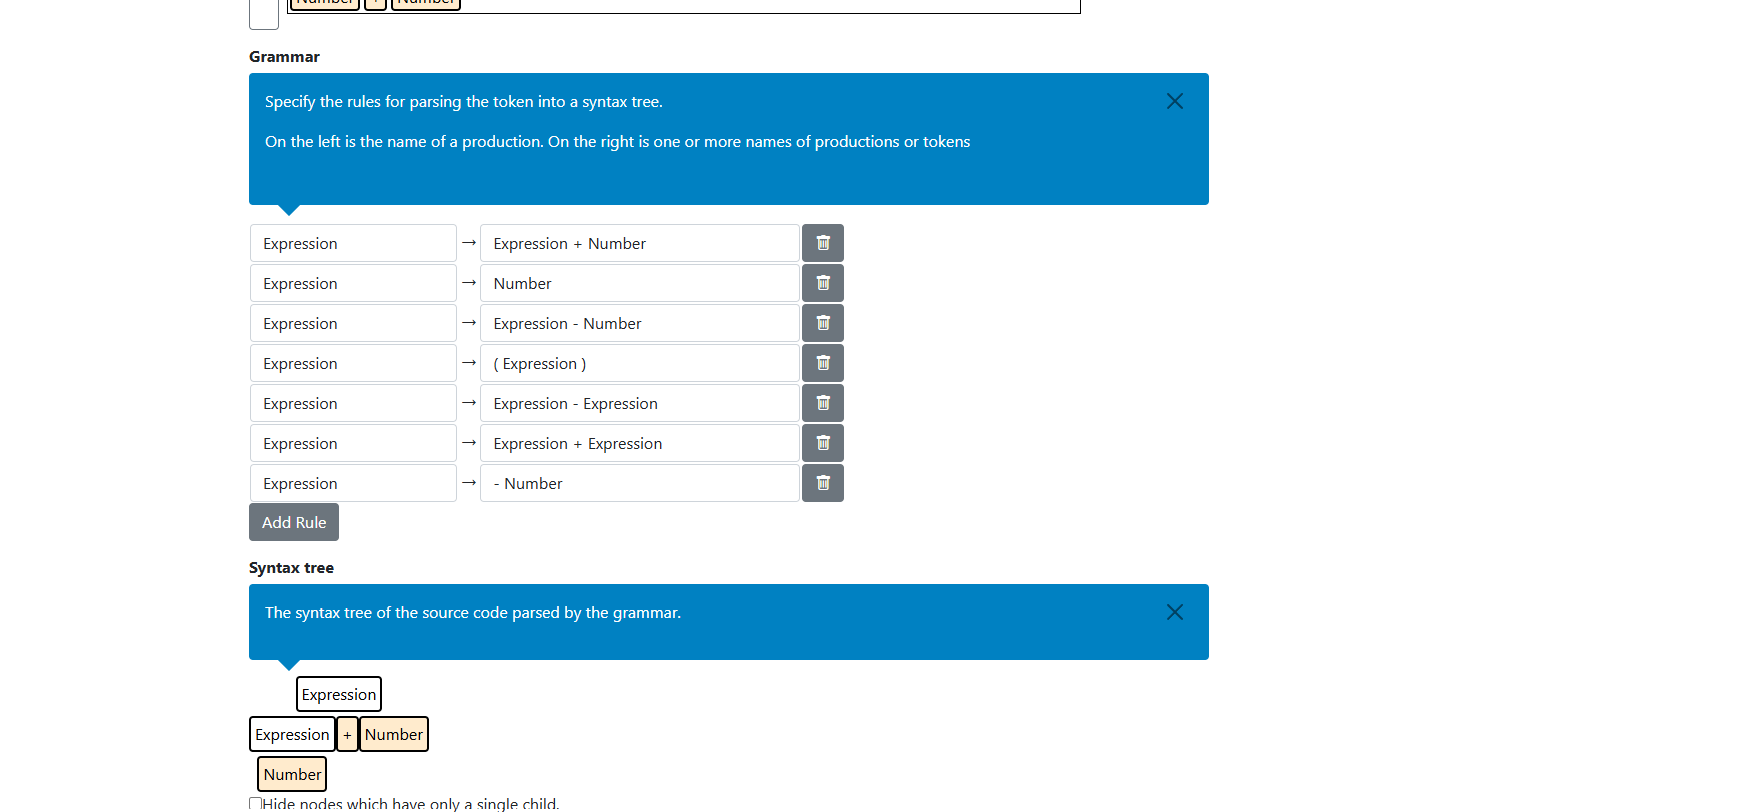 Number + Number
Grammar
Specify the rules for parsing the token into a syntax tree.
On the left is the name of a production. On the right is one or more names of productions or tokens
Expression → Expression + Number
Expression → Number
Expression → Expression - Number
Expression → ( Expression )
Expression → Expression - Expression
Expression → Expression + Expression
Expression → - Number
Add Rule
Syntax tree
The syntax tree of the source code parsed by the grammar.
Expression
Expression + Number
Number
Hide nodes which have only a single child.